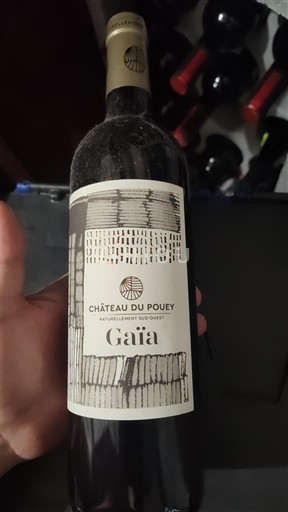 CHÂTEAU DU POUEY
NATURELLEMENT SUD-OUEST
Gaïa